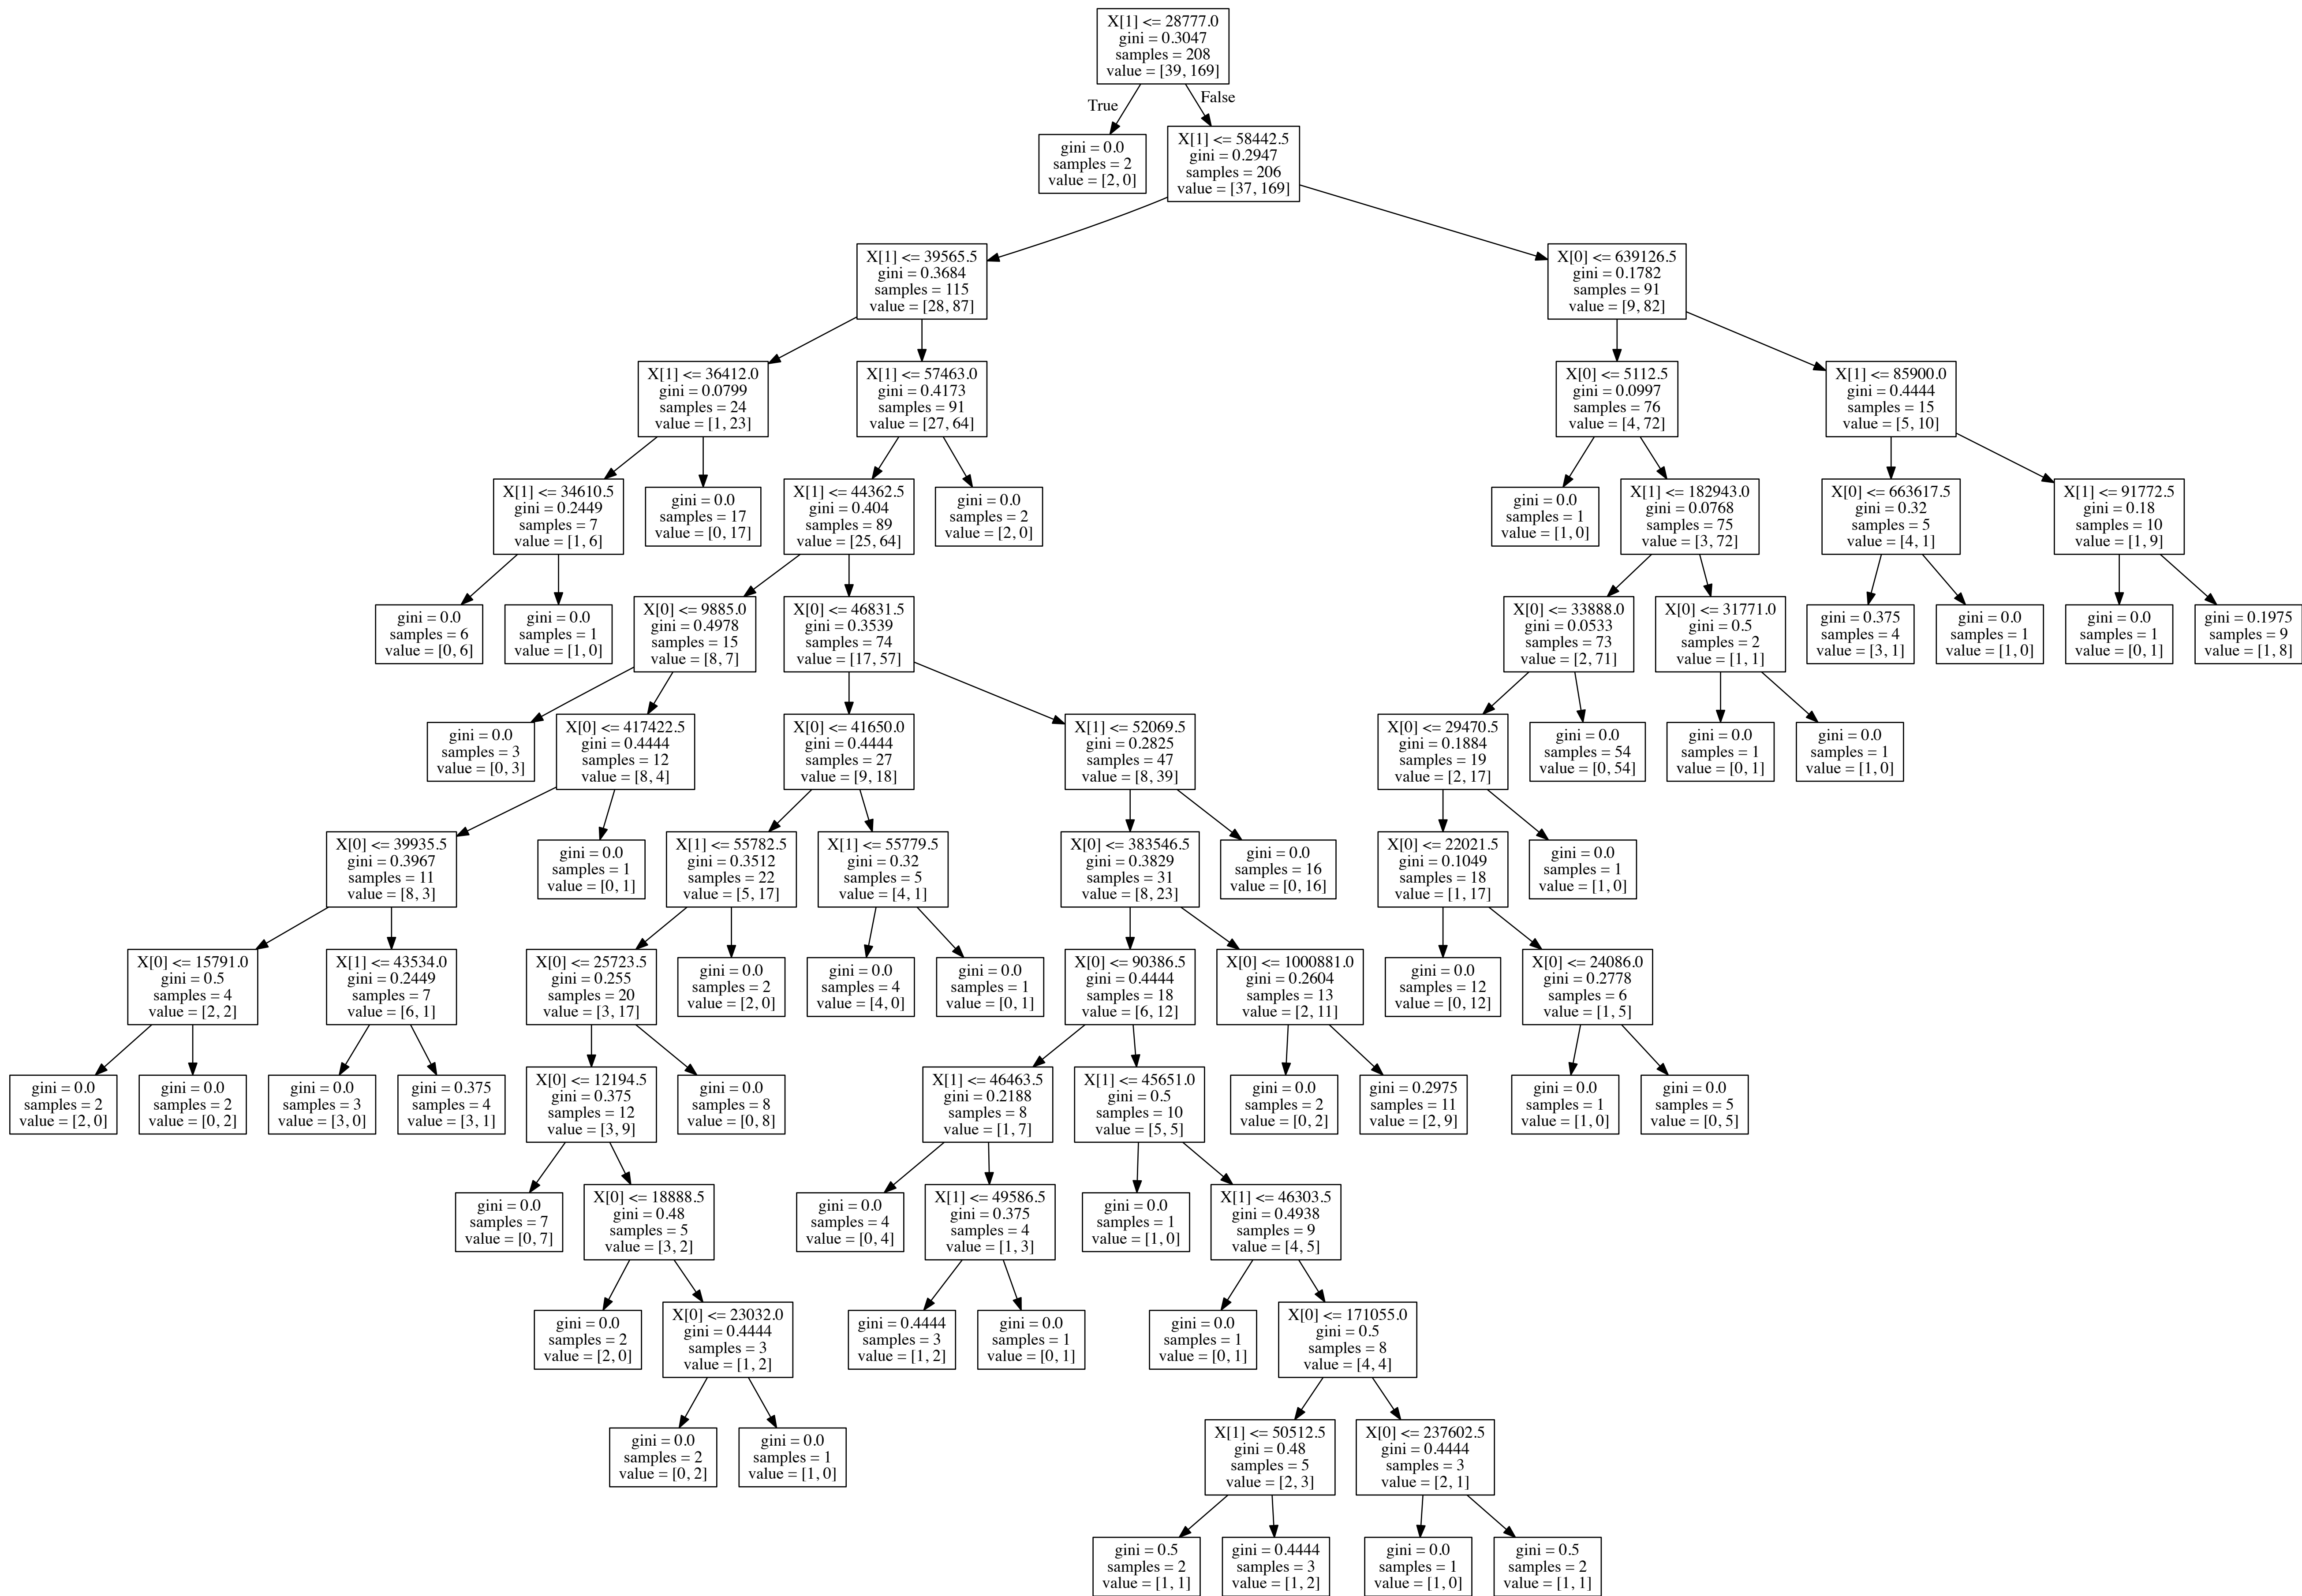 X[1] <= 28777.0
gini = 0.3047
samples = 208
value = [39, 169]
True
False
gini = 0.0
samples = 2
value = [2, 0]
X[1] <= 58442.5
gini = 0.2947
samples = 206
value = [37, 169]
X[1] <= 39565.5
gini = 0.3684
samples = 115
value = [28, 87]
X[0] <= 639126.5
gini = 0.1782
samples = 91
value = [9, 82]
X[1] <= 36412.0
gini = 0.0799
samples = 24
value = [1, 23]
X[1] <= 57463.0
gini = 0.4173
samples = 91
value = [27, 64]
X[0] <= 5112.5
gini = 0.0997
samples = 76
value = [4, 72]
X[1] <= 85900.0
gini = 0.4444
samples = 15
value = [5, 10]
X[1] <= 34610.5
gini = 0.2449
samples = 7
value = [1, 6]
gini = 0.0
samples = 17
value = [0, 17]
X[1] <= 44362.5
gini = 0.404
samples = 89
value = [25, 64]
gini = 0.0
samples = 2
value = [2, 0]
gini = 0.0
samples = 1
value = [1, 0]
X[1] <= 182943.0
gini = 0.0768
samples = 75
value = [3, 72]
X[0] <= 663617.5
gini = 0.32
samples = 5
value = [4, 1]
X[1] <= 91772.5
gini = 0.18
samples = 10
value = [1, 9]
gini = 0.0
samples = 6
value = [0, 6]
gini = 0.0
samples = 1
value = [1, 0]
X[0] <= 9885.0
gini = 0.4978
samples = 15
value = [8, 7]
X[0] <= 46831.5
gini = 0.3539
samples = 74
value = [17, 57]
X[0] <= 33888.0
gini = 0.0533
samples = 73
value = [2, 71]
X[0] <= 31771.0
gini = 0.5
samples = 2
value = [1, 1]
gini = 0.375
samples = 4
value = [3, 1]
gini = 0.0
samples = 1
value = [1, 0]
gini = 0.0
samples = 1
value = [0, 1]
gini = 0.1975
samples = 9
value = [1, 8]
gini = 0.0
samples = 3
value = [0, 3]
X[0] <= 417422.5
gini = 0.4444
samples = 12
value = [8, 4]
X[0] <= 41650.0
gini = 0.4444
samples = 27
value = [9, 18]
X[1] <= 52069.5
gini = 0.2825
samples = 47
value = [8, 39]
X[0] <= 29470.5
gini = 0.1884
samples = 19
value = [2, 17]
gini = 0.0
samples = 54
value = [0, 54]
gini = 0.0
samples = 1
value = [0, 1]
gini = 0.0
samples = 1
value = [1, 0]
X[0] <= 39935.5
gini = 0.3967
samples = 11
value = [8, 3]
gini = 0.0
samples = 1
value = [0, 1]
X[1] <= 55782.5
gini = 0.3512
samples = 22
value = [5, 17]
X[1] <= 55779.5
gini = 0.32
samples = 5
value = [4, 1]
X[0] <= 383546.5
gini = 0.3829
samples = 31
value = [8, 23]
gini = 0.0
samples = 16
value = [0, 16]
X[0] <= 22021.5
gini = 0.1049
samples = 18
value = [1, 17]
gini = 0.0
samples = 1
value = [1, 0]
X[0] <= 15791.0
gini = 0.5
samples = 4
value = [2, 2]
X[1] <= 43534.0
gini = 0.2449
samples = 7
value = [6, 1]
X[0] <= 25723.5
gini = 0.255
samples = 20
value = [3, 17]
gini = 0.0
samples = 2
value = [2, 0]
gini = 0.0
samples = 4
value = [4, 0]
gini = 0.0
samples = 1
value = [0, 1]
X[0] <= 90386.5
gini = 0.4444
samples = 18
value = [6, 12]
X[0] <= 1000881.0
gini = 0.2604
samples = 13
value = [2, 11]
gini = 0.0
samples = 12
value = [0, 12]
X[0] <= 24086.0
gini = 0.2778
samples = 6
value = [1, 5]
gini = 0.0
samples = 2
value = [2, 0]
gini = 0.0
samples = 2
value = [0, 2]
gini = 0.0
samples = 3
value = [3, 0]
gini = 0.375
samples = 4
value = [3, 1]
X[0] <= 12194.5
gini = 0.375
samples = 12
value = [3, 9]
gini = 0.0
samples = 8
value = [0, 8]
X[1] <= 46463.5
gini = 0.2188
samples = 8
value = [1, 7]
X[1] <= 45651.0
gini = 0.5
samples = 10
value = [5, 5]
gini = 0.0
samples = 2
value = [0, 2]
gini = 0.2975
samples = 11
value = [2, 9]
gini = 0.0
samples = 1
value = [1, 0]
gini = 0.0
samples = 5
value = [0, 5]
gini = 0.0
samples = 7
value = [0, 7]
X[0] <= 18888.5
gini = 0.48
samples = 5
value = [3, 2]
gini = 0.0
samples = 4
value = [0, 4]
X[1] <= 49586.5
gini = 0.375
samples = 4
value = [1, 3]
gini = 0.0
samples = 1
value = [1, 0]
X[1] <= 46303.5
gini = 0.4938
samples = 9
value = [4, 5]
gini = 0.0
samples = 2
value = [2, 0]
X[0] <= 23032.0
gini = 0.4444
samples = 3
value = [1, 2]
gini = 0.4444
samples = 3
value = [1, 2]
gini = 0.0
samples = 1
value = [0, 1]
gini = 0.0
samples = 1
value = [0, 1]
X[0] <= 171055.0
gini = 0.5
samples = 8
value = [4, 4]
gini = 0.0
samples = 2
value = [0, 2]
gini = 0.0
samples = 1
value = [1, 0]
X[1] <= 50512.5
gini = 0.48
samples = 5
value = [2, 3]
X[0] <= 237602.5
gini = 0.4444
samples = 3
value = [2, 1]
gini = 0.5
samples = 2
value = [1, 1]
gini = 0.4444
samples = 3
value = [1, 2]
gini = 0.0
samples = 1
value = [1, 0]
gini = 0.5
samples = 2
value = [1, 1]